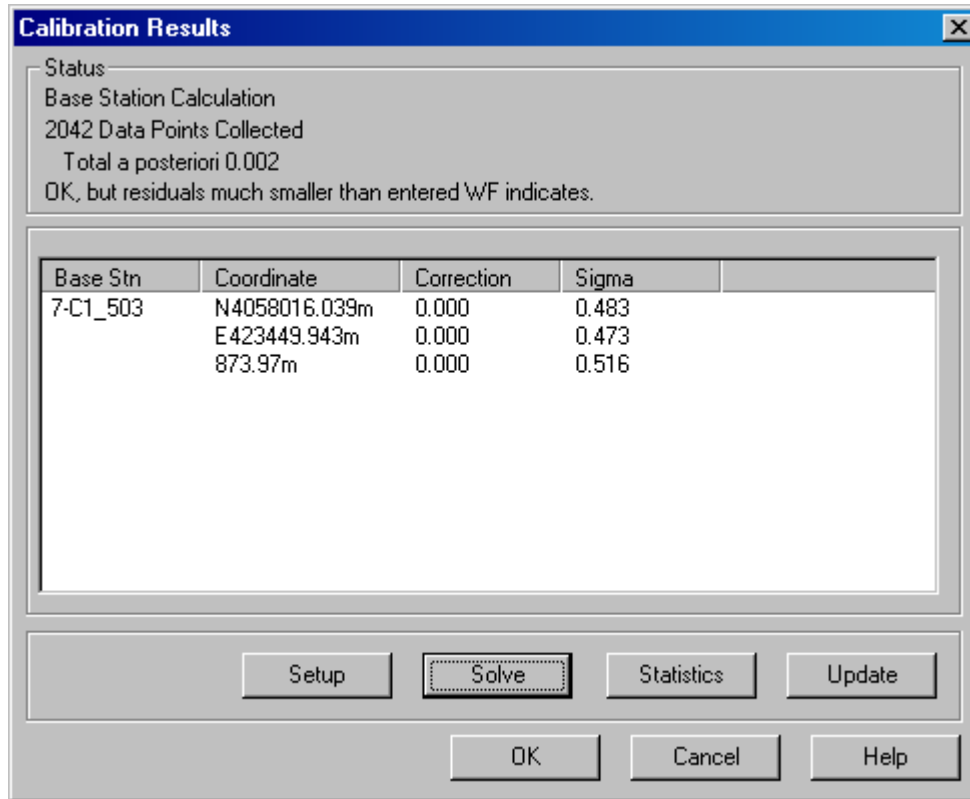 Calibration Results
Status
Base Station Calculation
2042 Data Points Collected
Total a posteriori 0.002
OK, but residuals much smaller than entered WF indicates.
Base Stn Coordinate Correction Sigma
7-C1_503 N4058016.039m 0.000 0.483
E423449.943m 0.000 0.473
873.97m 0.000 0.516
Setup Solve Statistics Update
OK Cancel Help